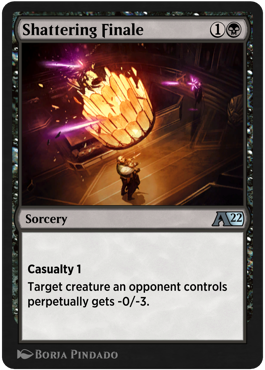 Shattering Finale 1
Sorcery A22
Casualty 1
Target creature an opponent controls
perpetually gets -0/-3.
Borja Pindado